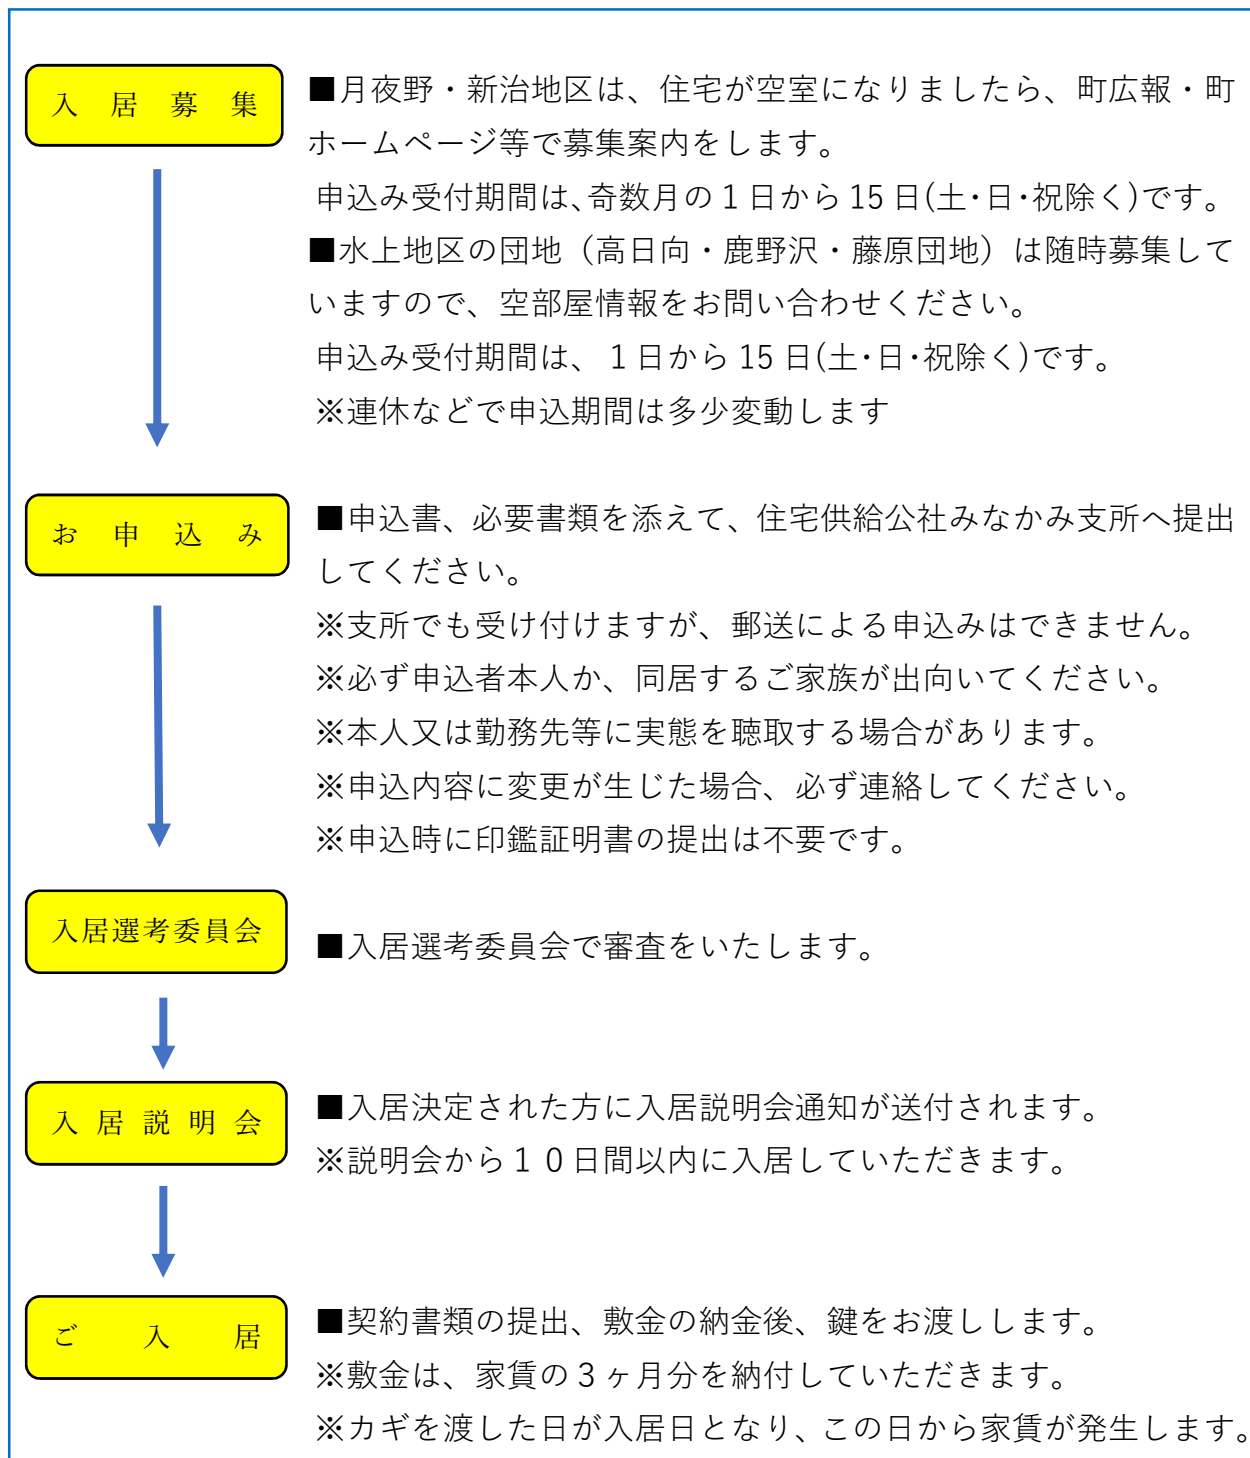 入居募集
■月夜野・新治地区は、住宅が空室になりましたら、町広報・町
ホームページ等で募集案内をします。
申込み受付期間は、奇数月の1日から15日(土・日・祝除く)です。
■水上地区の団地（高日向・鹿野沢・藤原団地）は随時募集して
いますので、空部屋情報をお問い合わせください。
申込み受付期間は、1日から15日(土・日・祝除く)です。
※連休などで申込期間は多少変動します
お申込み
■申込書、必要書類を添えて、住宅供給公社みなかみ支所へ提出
してください。
※支所でも受け付けますが、郵送による申込みはできません。
※必ず申込者本人か、同居するご家族が出向いてください。
※本人又は勤務先等に実態を聴取する場合があります。
※申込内容に変更が生じた場合、必ず連絡してください。
※申込時に印鑑証明書の提出は不要です。
入居選考委員会
■入居選考委員会で審査をいたします。
入居説明会
■入居決定された方に入居説明会通知が送付されます。
※説明会から１０日間以内に入居していただきます。
ご入居
■契約書類の提出、敷金の納金後、鍵をお渡しします。
※敷金は、家賃の３ヶ月分を納付していただきます。
※カギを渡した日が入居日となり、この日から家賃が発生します。